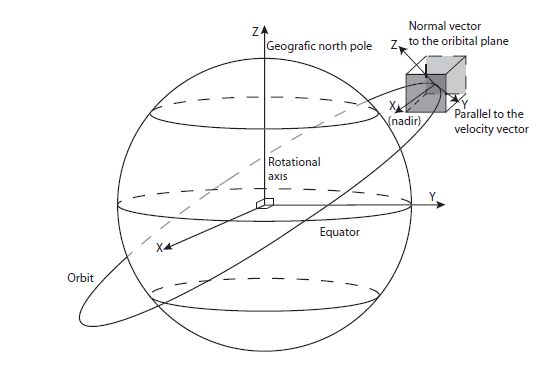 Normal vector
to the oribital plane
Z
Z
Geografic north pole
X
(nadir)
Y
Parallel to the
velocity vector
Rotational
axis
Y
Equator
X
Orbit